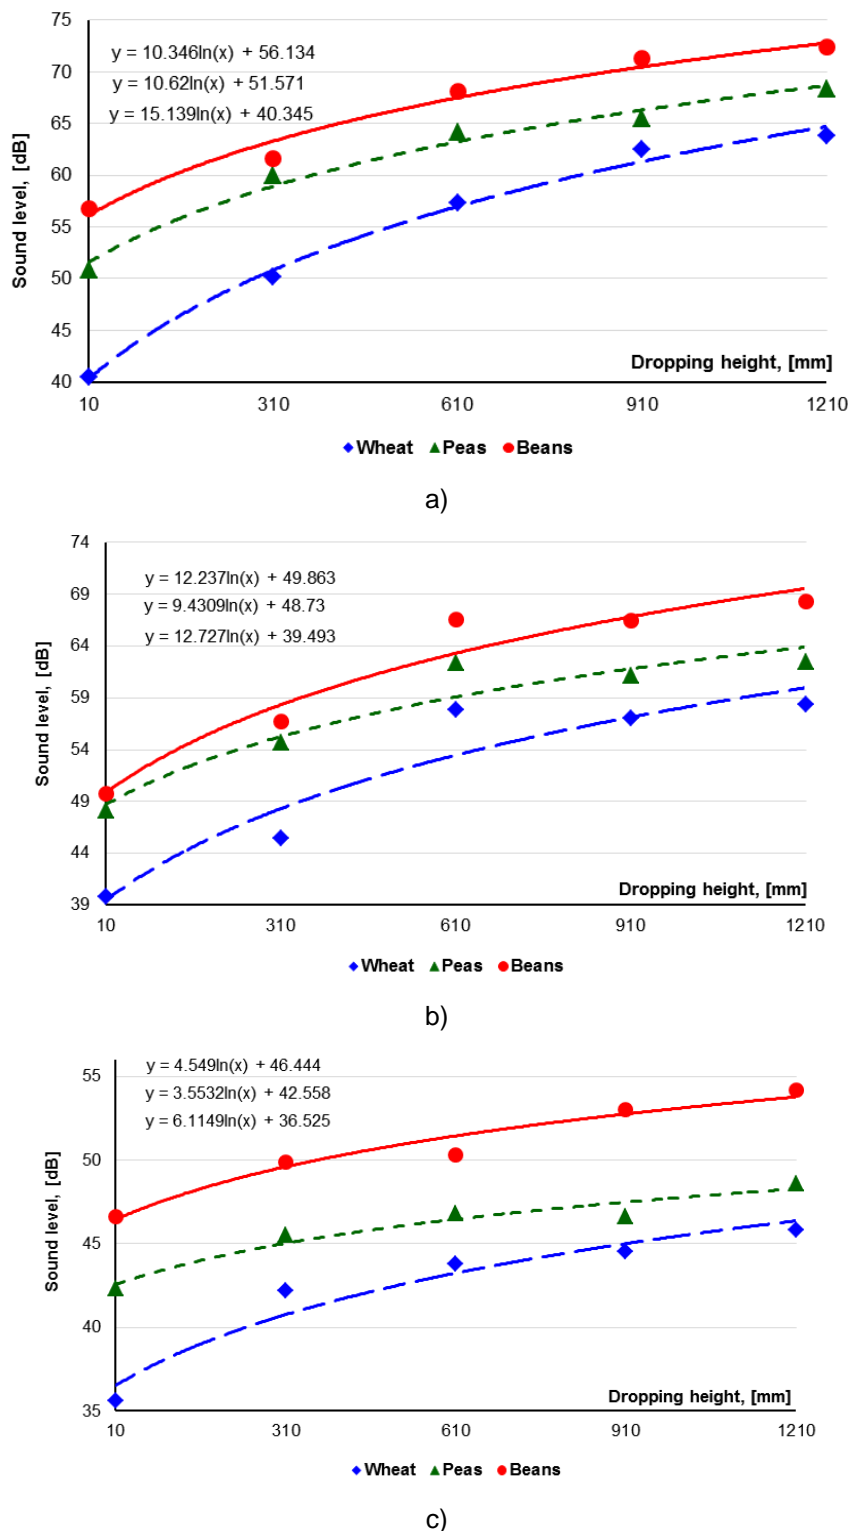 75
y = 10.346ln(x) + 56.134
70
y = 10.62ln(x) + 51.571
65
y = 15.139ln(x) + 40.345
60
55
50
45
40
Sound level, [dB]
Dropping height, [mm]
10 310 610 910 1210
Wheat Peas Beans
a)
74
y = 12.237ln(x) + 49.863
69
y = 9.4309ln(x) + 48.73
64
y = 12.727ln(x) + 39.493
59
54
49
44
39
Sound level, [dB]
Dropping height, [mm]
10 310 610 910 1210
Wheat Peas Beans
b)
y = 4.549ln(x) + 46.444
55
y = 3.5532ln(x) + 42.558
y = 6.1149ln(x) + 36.525
50
45
40
35
Sound level, [dB]
Dropping height, [mm]
10 310 610 910 1210
Wheat Peas Beans
c)